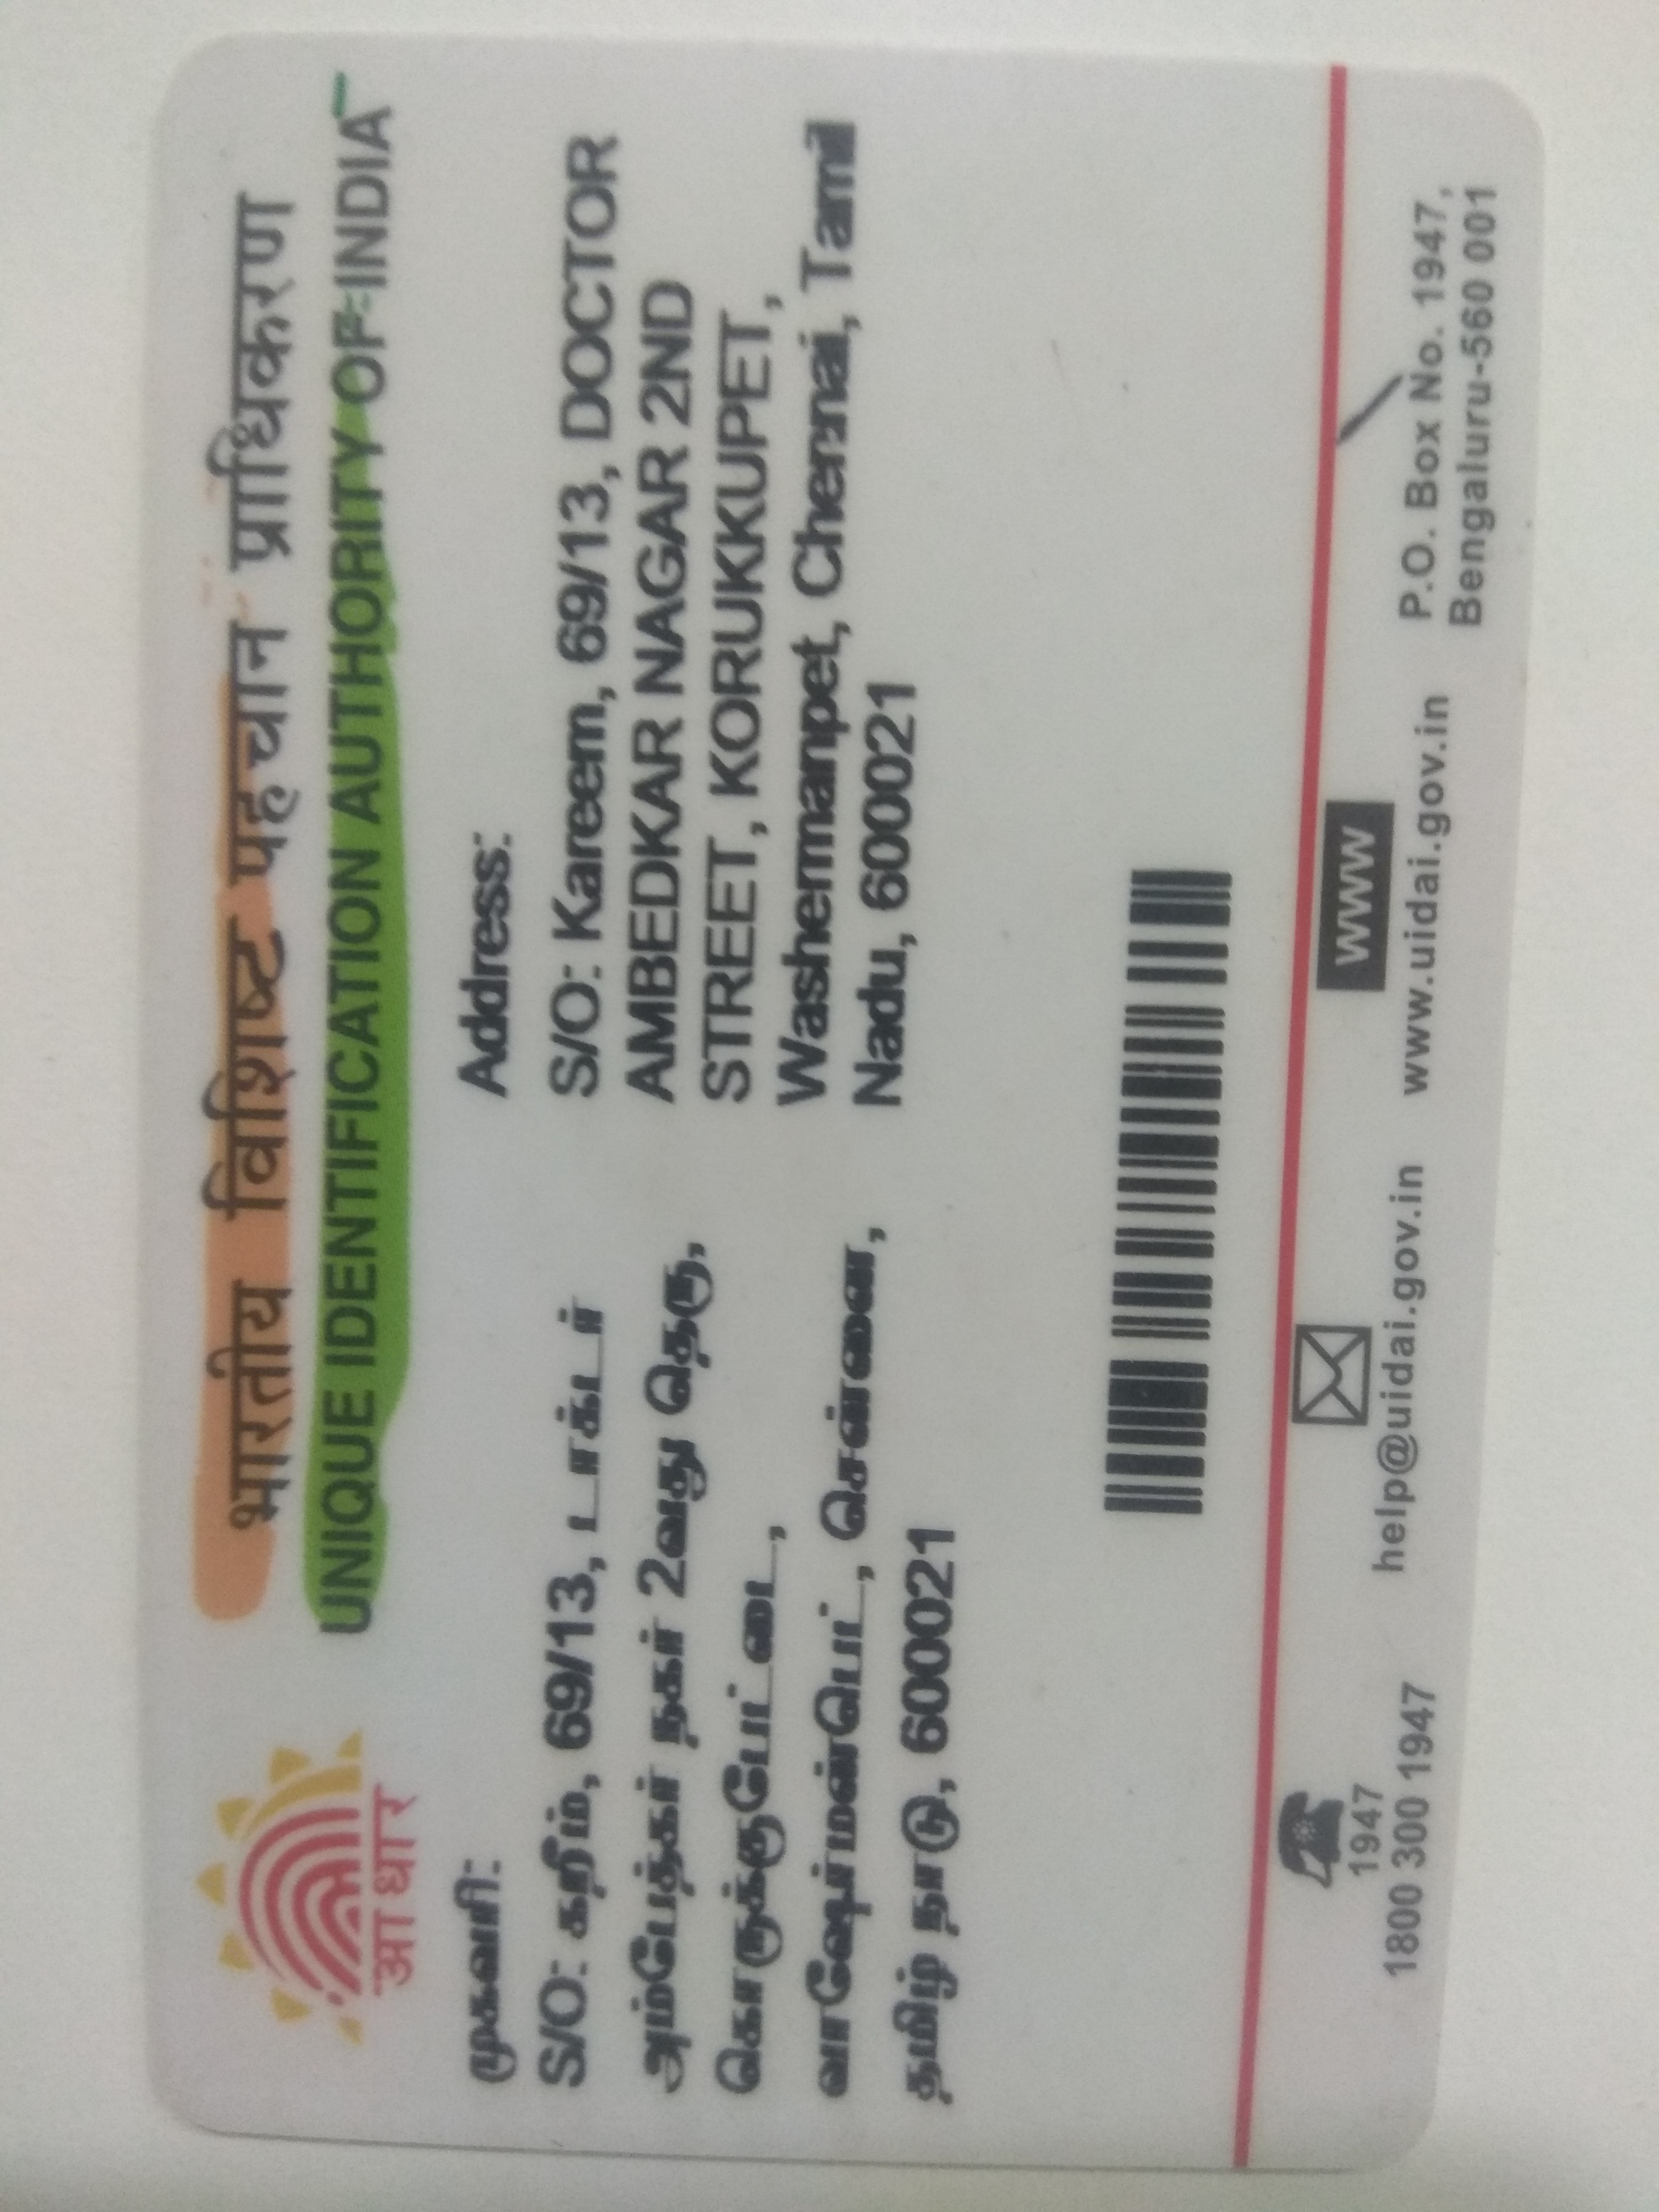 भारतीय विशिष्ट पहचान प्राधिकरण
UNIQUE IDENTIFICATION AUTHORITY OF INDIA
आधार
முகவரி:
S/O: கரீம், 69/13, டாக்டர்
அம்பேத்கர் நகர் 2வது தெரு,
கொருக்குபேட்டை,
வாஷேர்மன்பெட், சென்னை,
தமிழ் நாடு, 600021
Address:
S/O: Kareem, 69/13, DOCTOR
AMBEDKAR NAGAR 2ND
STREET, KORUKKUPET,
Washermanpet, Chennai, Tamil
Nadu, 600021
1947
1800 300 1947
help@uidai.gov.in
WWW
www.uidai.gov.in
P.O. Box No. 1947,
Bengaluru-560 001